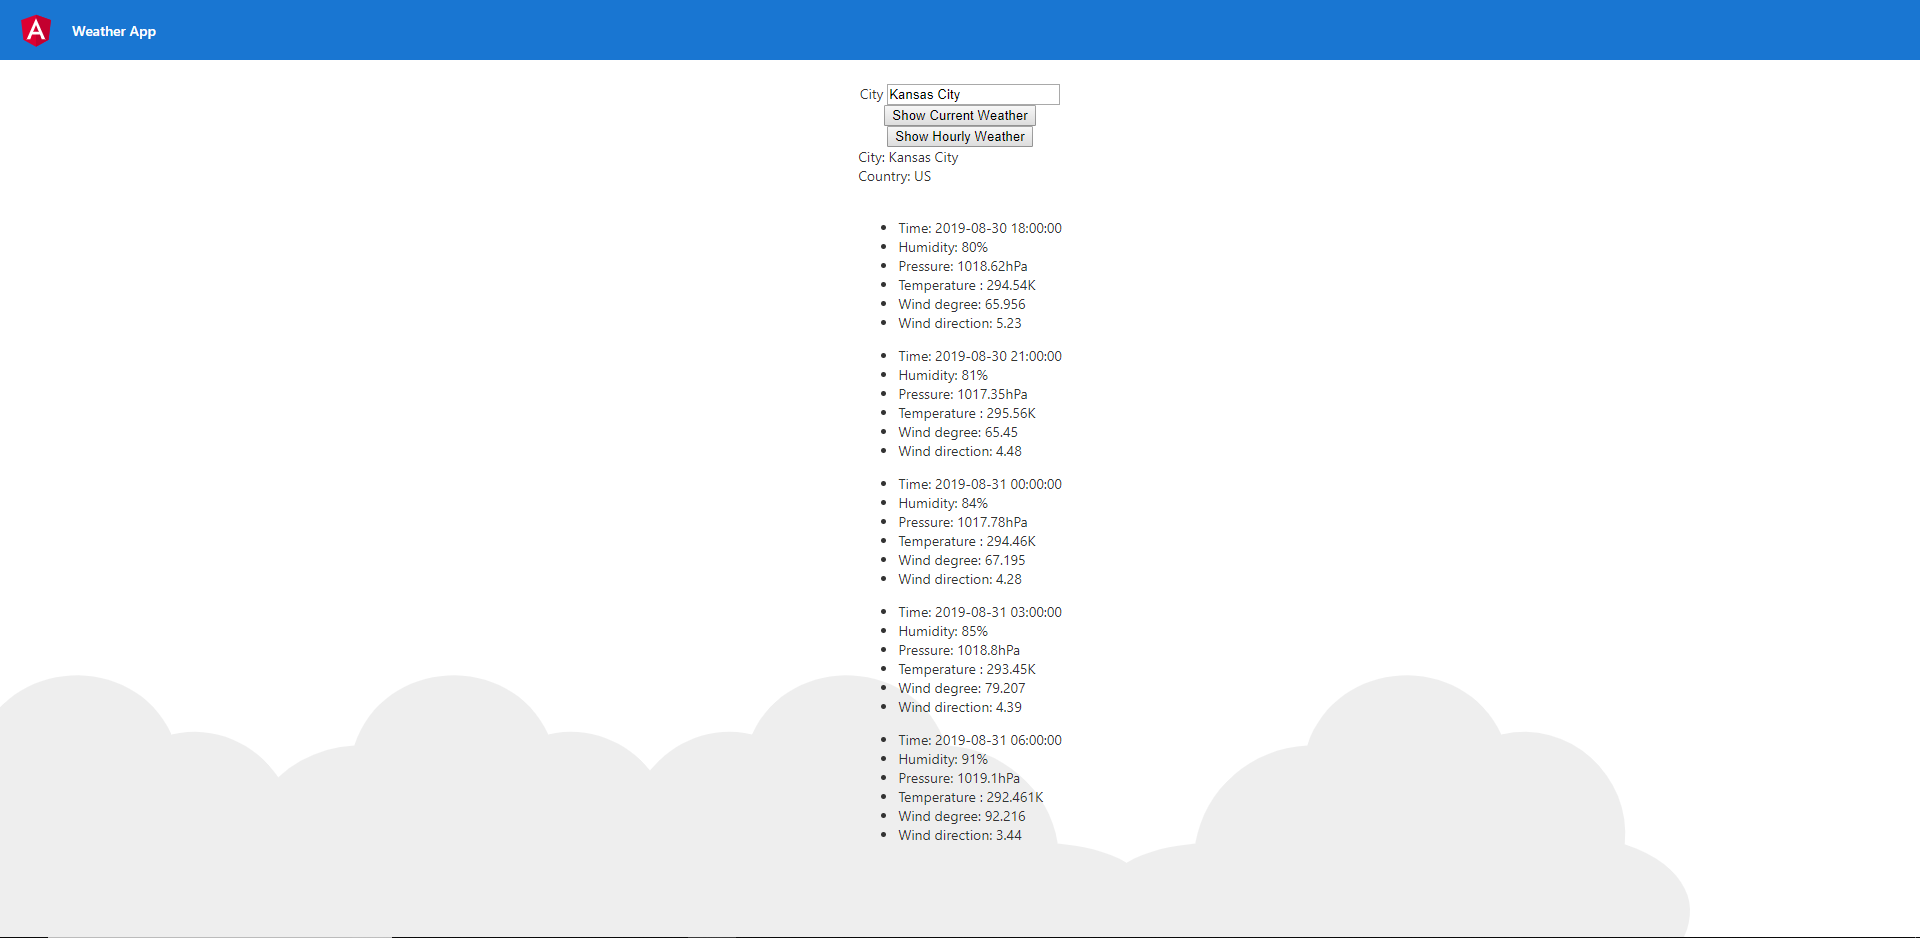 A
Weather App
City Kansas City
Show Current Weather
Show Hourly Weather
City: Kansas City
Country: US
Time: 2019-08-30 18:00:00
Humidity: 80%
Pressure: 1018.62hPa
Temperature : 294.54K
Wind degree: 65.956
Wind direction: 5.23
Time: 2019-08-30 21:00:00
Humidity: 81%
Pressure: 1017.35hPa
Temperature : 295.56K
Wind degree: 65.45
Wind direction: 4.48
Time: 2019-08-31 00:00:00
Humidity: 84%
Pressure: 1017.78hPa
Temperature : 294.46K
Wind degree: 67.195
Wind direction: 4.28
Time: 2019-08-31 03:00:00
Humidity: 85%
Pressure: 1018.8hPa
Temperature : 293.45K
Wind degree: 79.207
Wind direction: 4.39
Time: 2019-08-31 06:00:00
Humidity: 91%
Pressure: 1019.1hPa
Temperature : 292.461K
Wind degree: 92.216
Wind direction: 3.44